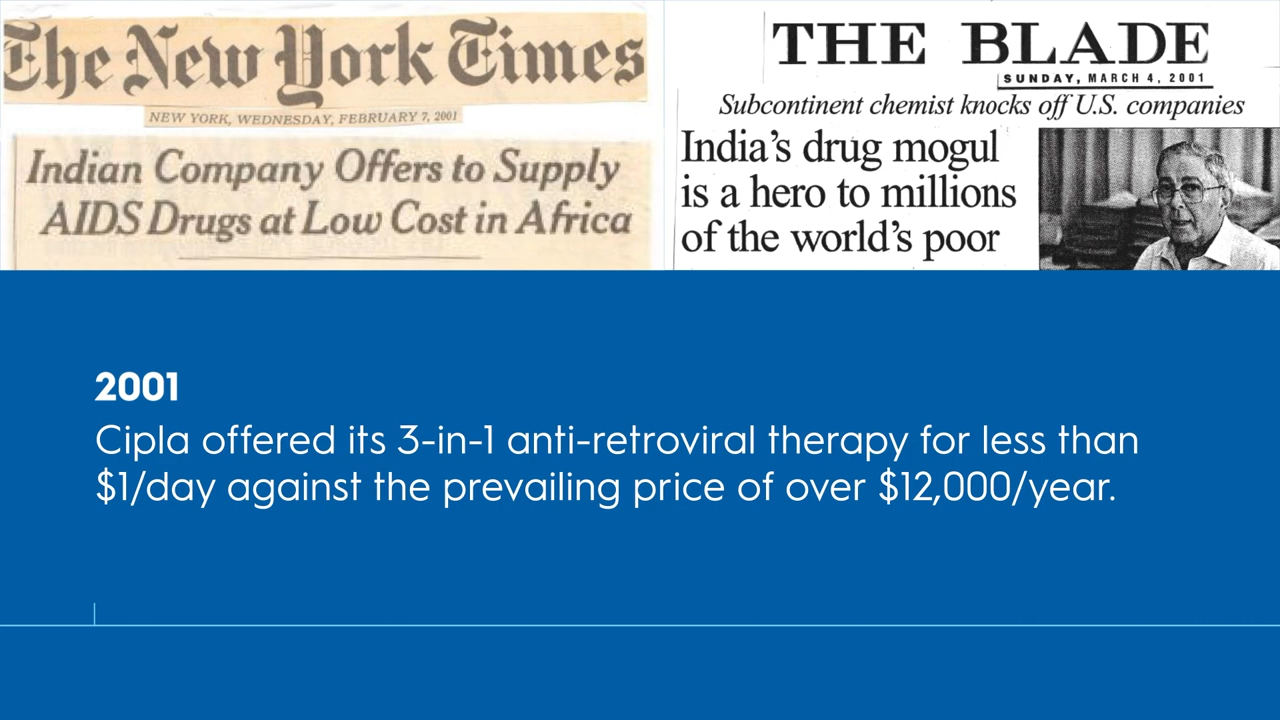 The New York Times
NEW YORK, WEDNESDAY, FEBRUARY 7, 2001
Indian Company Offers to Supply
AIDS Drugs at Low Cost in Africa
THE BLADE
SUNDAY, MARCH 4, 2001
Subcontinent chemist knocks off U.S. companies
India's drug mogul
is a hero to millions
of the world's poor
2001
Cipla offered its 3-in-1 anti-retroviral therapy for less than
$1/day against the prevailing price of over $12,000/year.